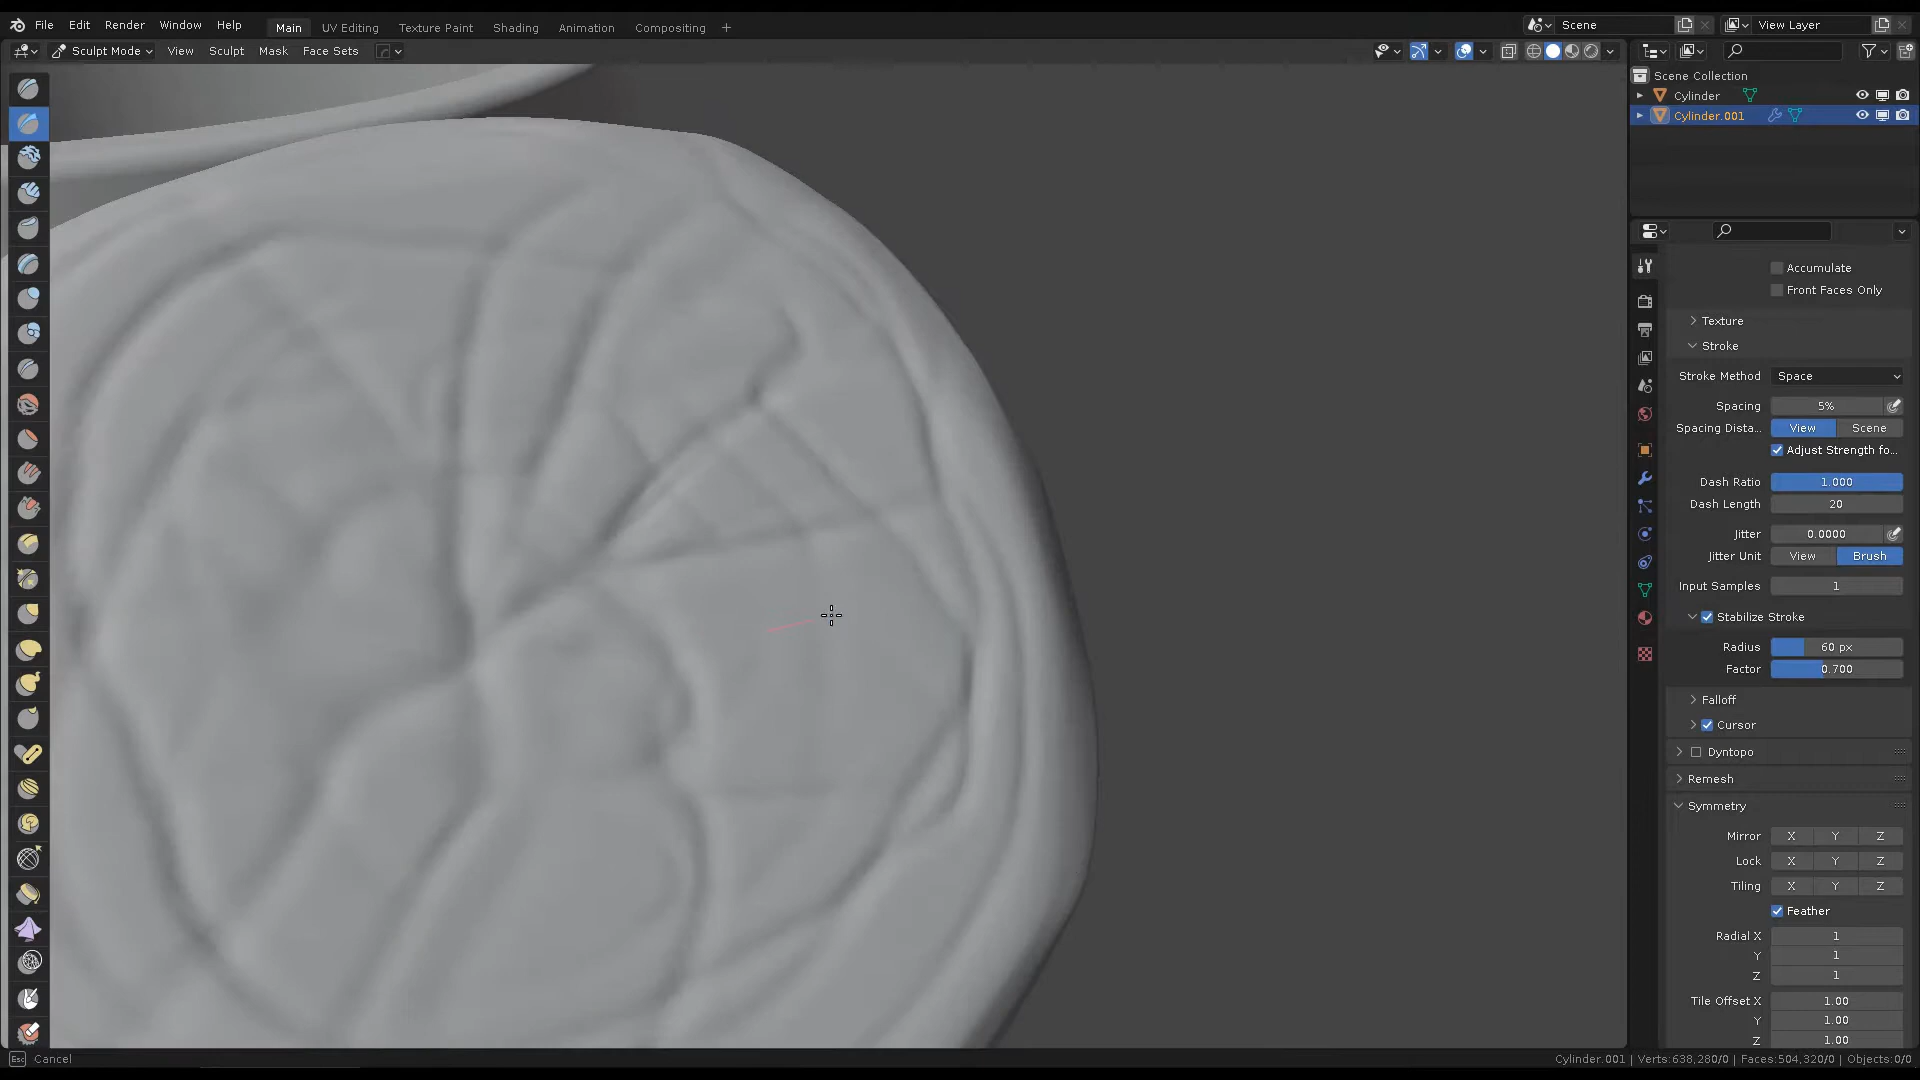 File Edit Render Window Help Main UV Editing Texture Paint Shading Animation Rendering Compositing + Scene View Layer
Sculpt Mode View Sculpt Mask Face Sets
Scene Collection
Cylinder
Cylinder.001
Accumulate
Front Faces Only
Texture
Stroke
Stroke Method Space
Spacing 5%
Spacing Dista... View Scene
Adjust Strength fo...
Dash Ratio 1.000
Dash Length 20
Jitter 0.0000
Jitter Unit View Brush
Input Samples 1
Stabilize Stroke
Radius 60 px
Factor 0.700
Falloff
Cursor
Dyntopo
Remesh
Symmetry
Mirror X Y Z
Lock X Y Z
Tiling X Y Z
Feather
Radial X 1
Y 1
Z 1
Tile Offset X 1.00
Y 1.00
Z 1.00
Esc Cancel
Cylinder.001 | Verts:638,280/0 | Faces:504,320/0 | Objects:0/0